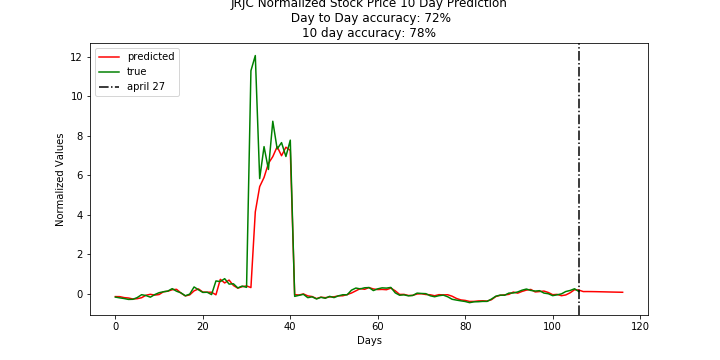 JRJC Normalized Stock Price 10 Day Prediction
Day to Day accuracy: 72%
10 day accuracy: 78%
predicted
true
april 27
12
10
8
6
4
2
0
Normalized Values
0
20
40
60
80
100
120
Days